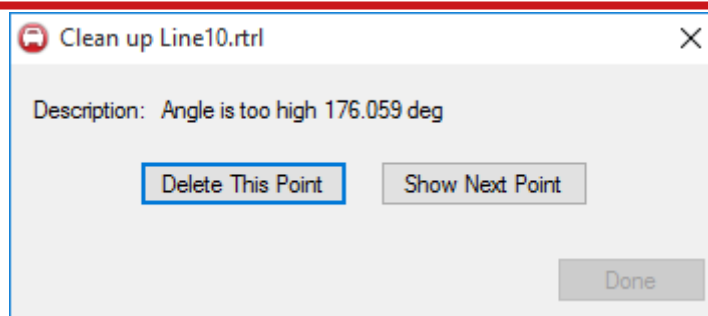 Clean up Line10.rtrl
Description: Angle is too high 176.059 deg
Delete This Point Show Next Point
Done